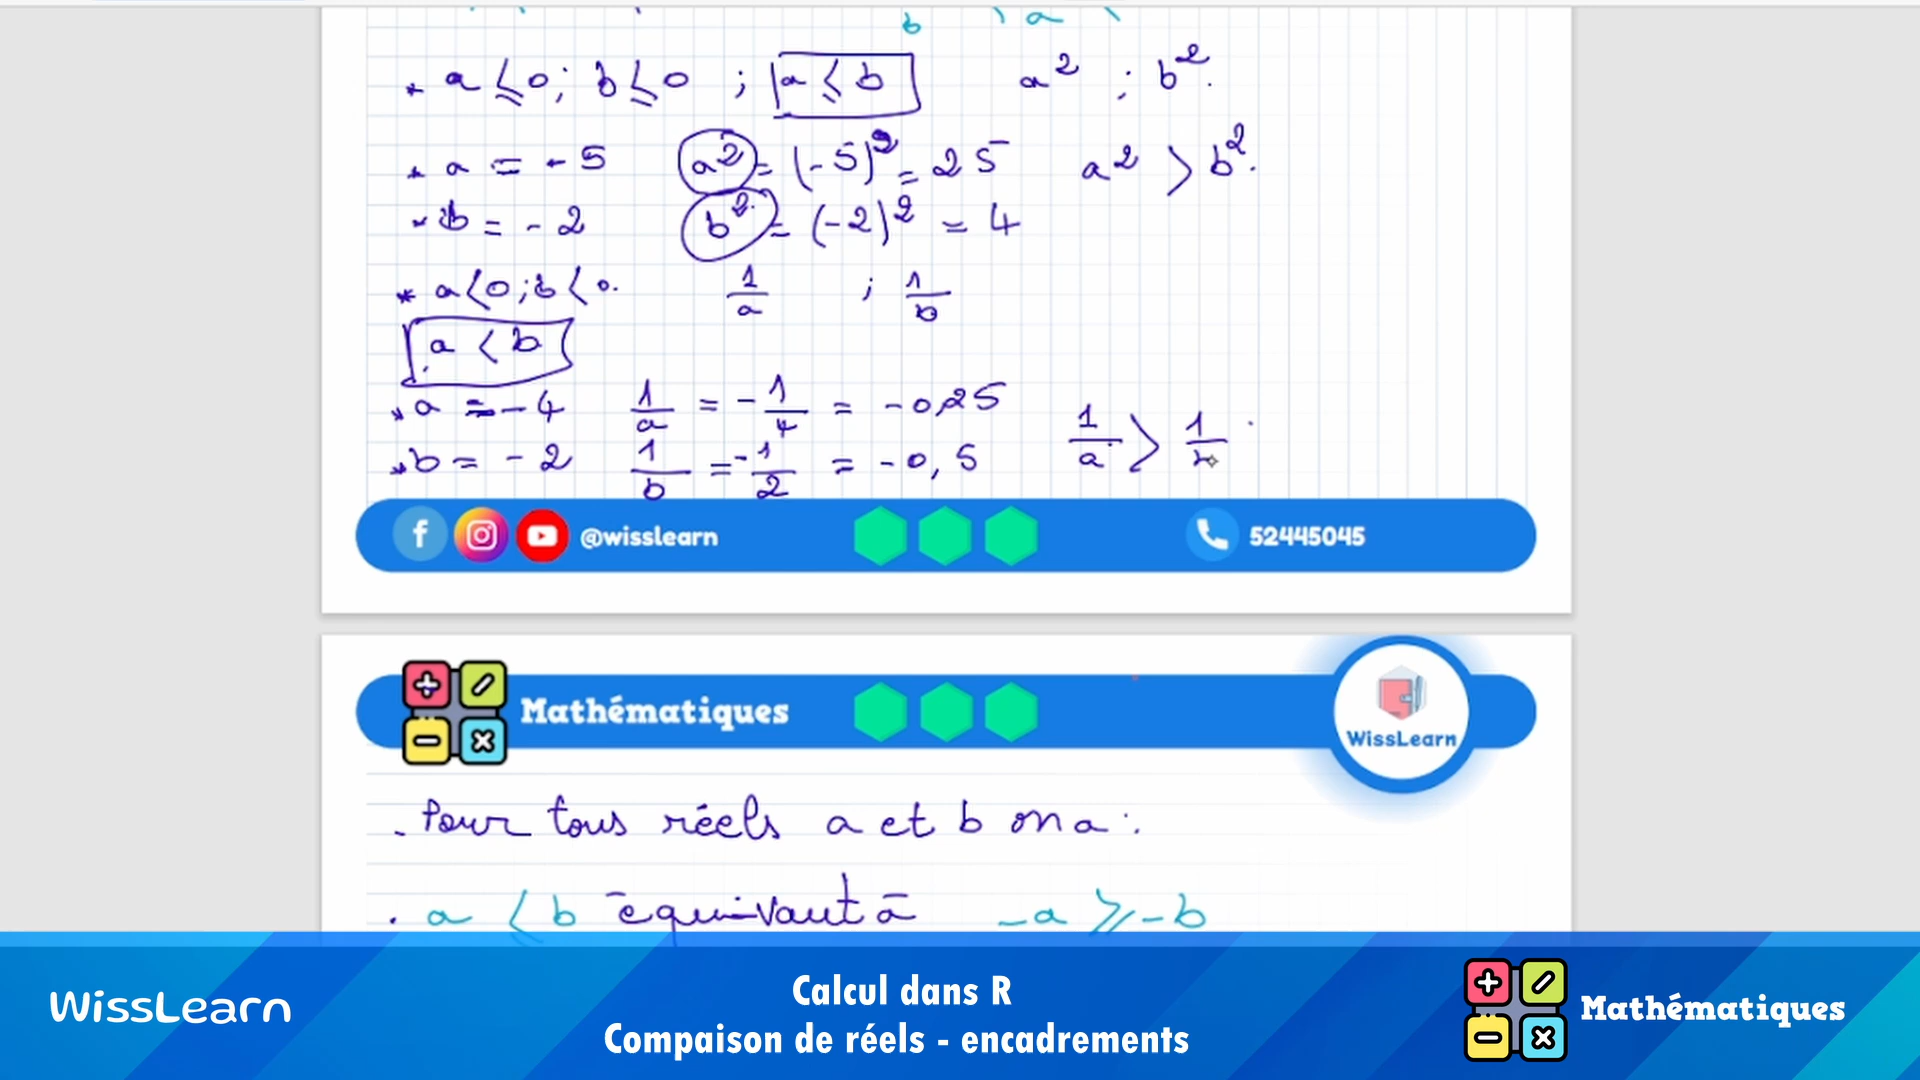 b a
* a ⩽ 0; b ⩽ 0 ; a ⩽ b a² ; b².
* a = - 5 a² = (-5)² = 25 a² > b².
* b = - 2 b² = (-2)² = 4
* a < 0 ; b < 0. 1/a ; 1/b
a < b
* a = - 4 1/a = - 1/4 = - 0,25 1/a > 1/b
* b = - 2 1/b = - 1/2 = - 0,5
@wisslearn 52445045
Mathématiques
WissLearn
. Pour tous réels a et b on a :
. a ⩽ b équivaut à -a ⩾ -b
WissLearn
Calcul dans R
Compaison de réels - encadrements
Mathématiques